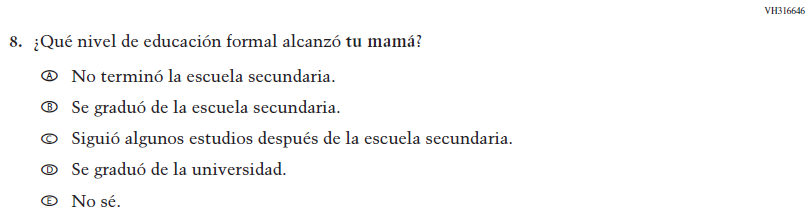 VH316646
8. ¿Qué nivel de educación formal alcanzó tu mamá?
A No terminó la escuela secundaria.
B Se graduó de la escuela secundaria.
C Siguió algunos estudios después de la escuela secundaria.
D Se graduó de la universidad.
E No sé.